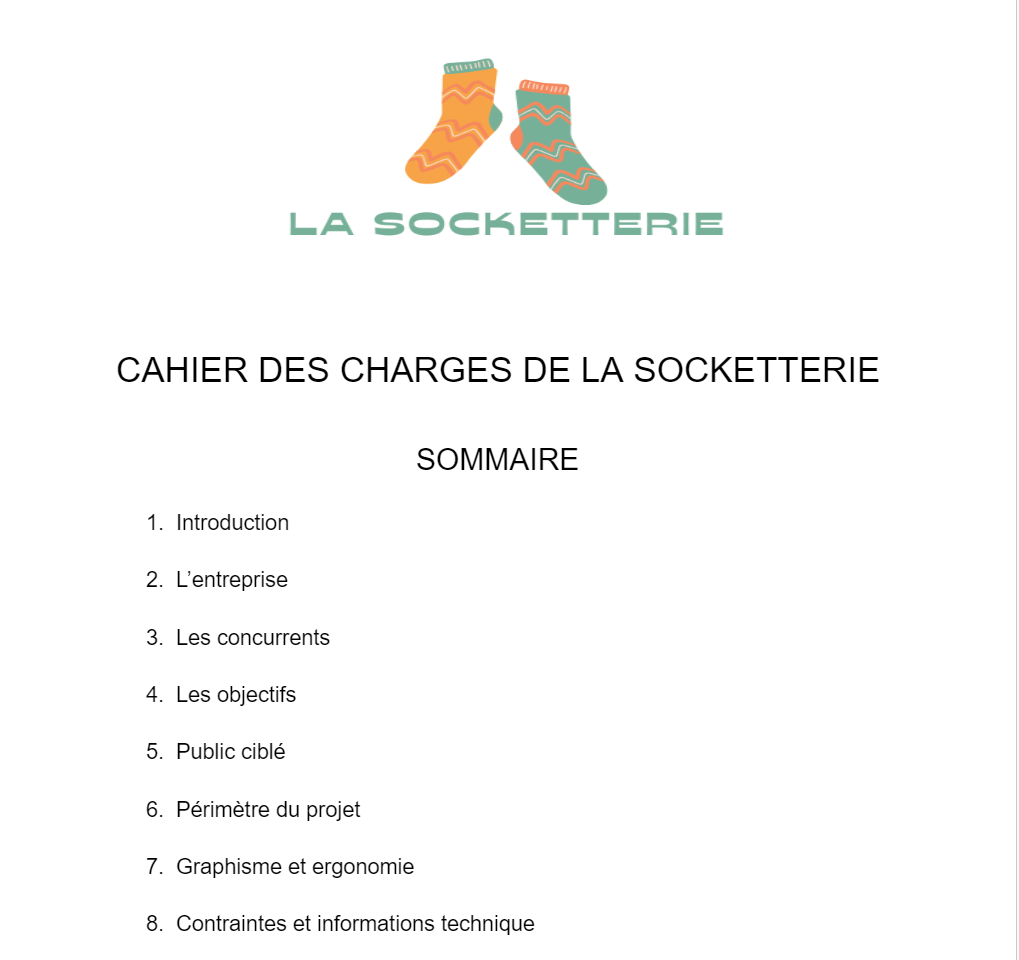 LA SOCKETTERIE
CAHIER DES CHARGES DE LA SOCKETTERIE
SOMMAIRE
1. Introduction
2. L’entreprise
3. Les concurrents
4. Les objectifs
5. Public ciblé
6. Périmètre du projet
7. Graphisme et ergonomie
8. Contraintes et informations technique